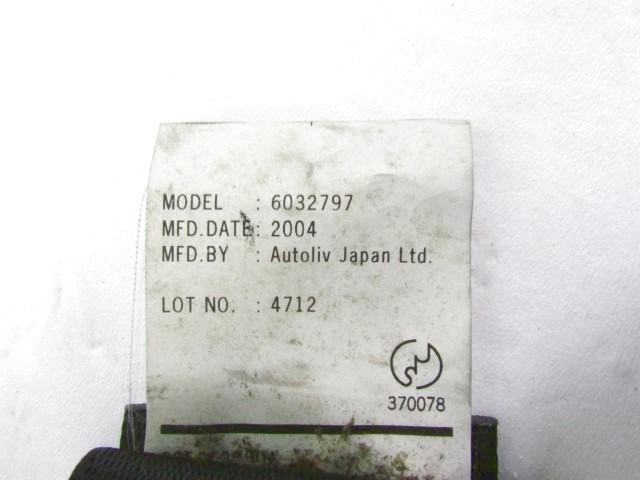 MODEL : 6032797
MFD.DATE: 2004
MFD.BY : Autoliv Japan Ltd.
LOT NO. : 4712
370078